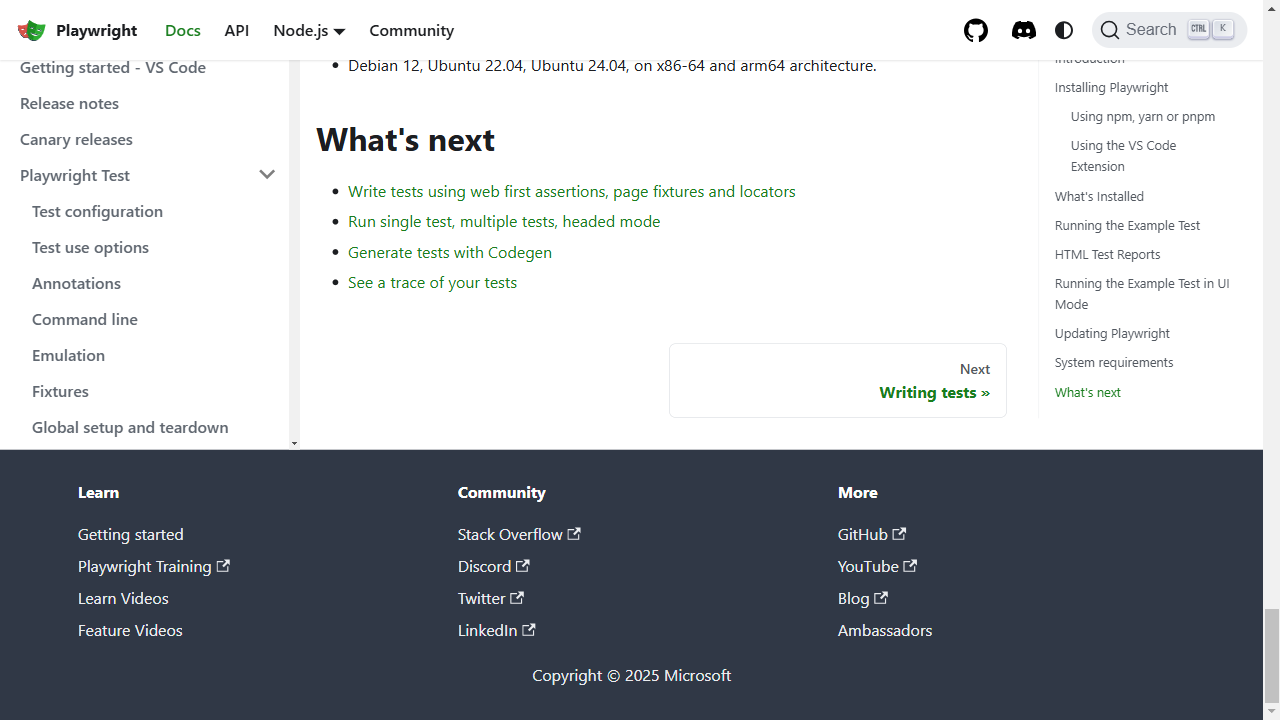 Playwright
Docs
API
Node.js
Community
Search
CTRL
K
Getting started - VS Code
Release notes
Canary releases
Playwright Test
Test configuration
Test use options
Annotations
Command line
Emulation
Fixtures
Global setup and teardown
Debian 12, Ubuntu 22.04, Ubuntu 24.04, on x86-64 and arm64 architecture.
What's next
Write tests using web first assertions, page fixtures and locators
Run single test, multiple tests, headed mode
Generate tests with Codegen
See a trace of your tests
Next
Writing tests »
Introduction
Installing Playwright
Using npm, yarn or pnpm
Using the VS Code
Extension
What's Installed
Running the Example Test
HTML Test Reports
Running the Example Test in UI
Mode
Updating Playwright
System requirements
What's next
Learn
Getting started
Playwright Training
Learn Videos
Feature Videos
Community
Stack Overflow
Discord
Twitter
LinkedIn
More
GitHub
YouTube
Blog
Ambassadors
Copyright © 2025 Microsoft